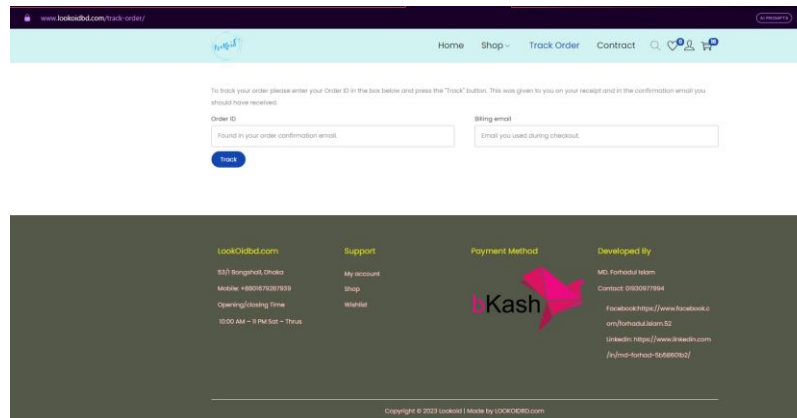 www.lookoidbd.com/track-order/
AI PROMPTS
Home Shop Track Order Contract
To track your order please enter your Order ID in the box below and press the "Track" button. This was given to you on your receipt and in the confirmation email you
should have received.
Order ID
Billing email
Found in your order confirmation email.
Email you used during checkout.
Track
LookOidbd.com
53/1 Bongshall, Dhaka
Mobile: +8801679287939
Opening/closing Time
10:00 AM – 11 PM Sat – Thrus
Support
My account
Shop
Wishlist
Payment Method
bKash
Developed By
MD. Forhadul Islam
Contact: 01930977994
Facebook:https://www.facebook.c
om/forhadul.islam.52
Linkedin: https://www.linkedin.com
/in/md-forhad-5b58601b2/
Copyright © 2023 Lookoid | Made by LOOKOIDBD.com